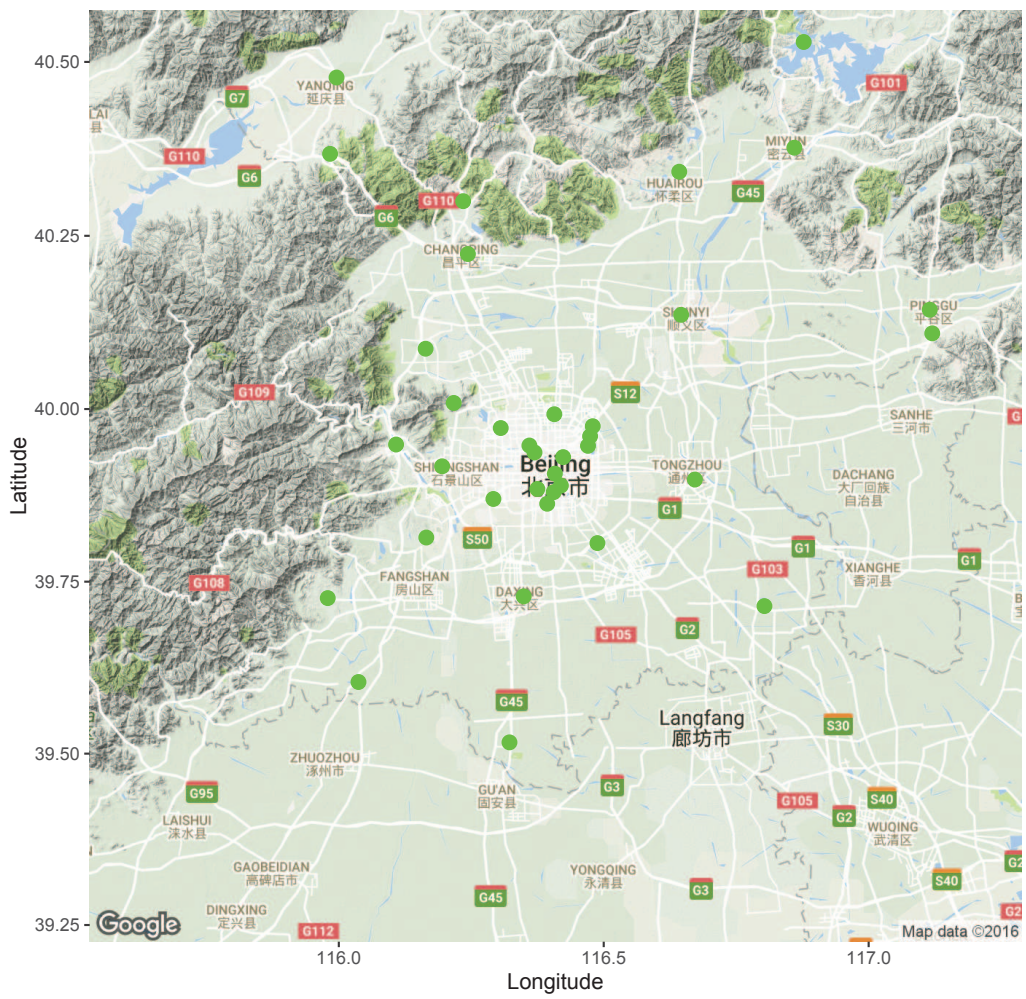 40.50
40.25
40.00
39.75
39.50
39.25
Latitude
116.0
116.5
117.0
Longitude
YANQING
延庆县
G7
G101
LAI
县
G110
G6
MIYUN
密云县
HUAIROU
怀柔区
G45
G110
G6
CHANGPING
昌平区
SHUNYI
顺义区
PINGGU
平谷区
G109
S12
SANHE
三河市
SHIJINGSHAN
石景山区
Beijing
北京市
TONGZHOU
通州区
DACHANG
大厂回族
自治县
G1
S50
G1
G103
G1
XIANGHE
香河县
FANGSHAN
房山区
G108
DAXING
大兴区
G105
G2
G45
Langfang
廊坊市
S30
ZHUOZHOU
涿州市
G95
GU'AN
固安县
G3
G105
S40
G2
WUQING
武清区
LAISHUI
涞水县
GAOBEIDIAN
高碑店市
YONGQING
永清县
G45
G3
S40
DINGXING
定兴县
G112
Google
Map data ©2016